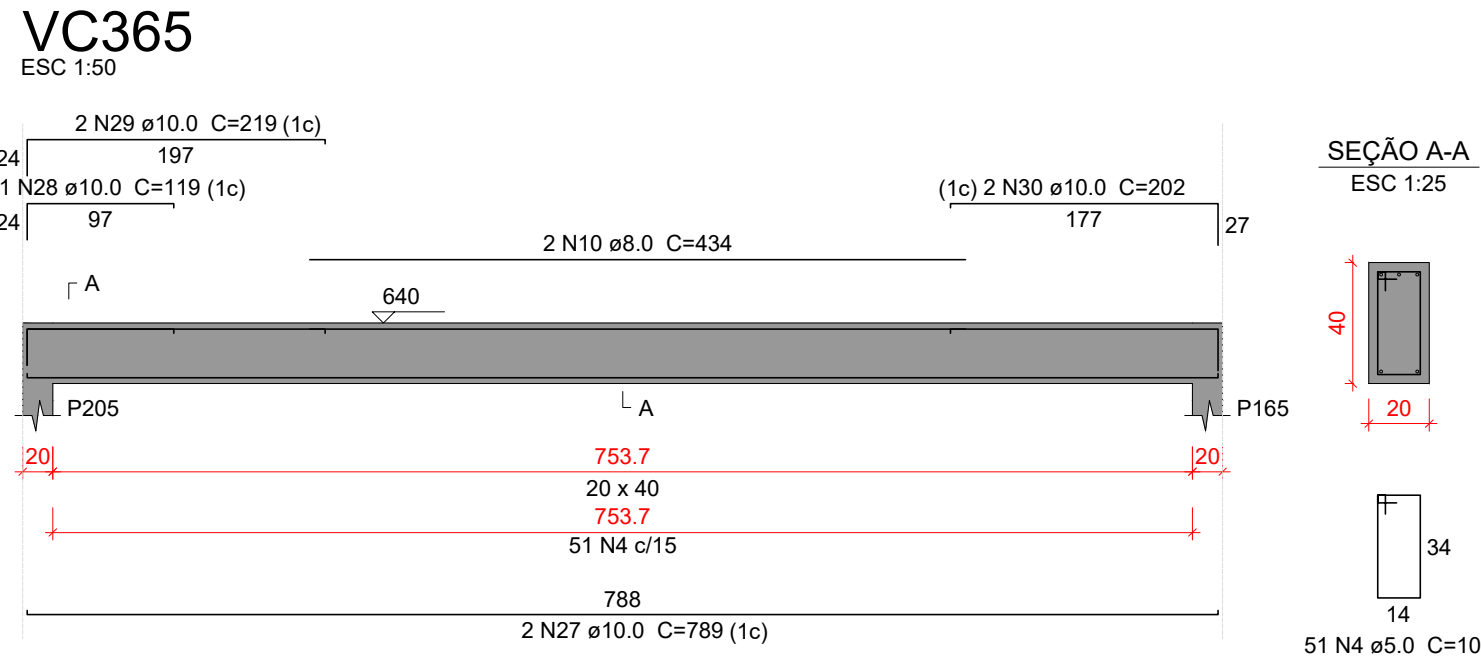 VC365
ESC 1:50
2 N29 ø10.0 C=219 (1c)
24
197
1 N28 ø10.0 C=119 (1c)
24
97
(1c) 2 N30 ø10.0 C=202
177
27
2 N10 ø8.0 C=434
A
640
P205
A
P165
20
753.7
20
20 x 40
753.7
51 N4 c/15
788
2 N27 ø10.0 C=789 (1c)
SEÇÃO A-A
ESC 1:25
40
20
34
14
51 N4 ø5.0 C=10